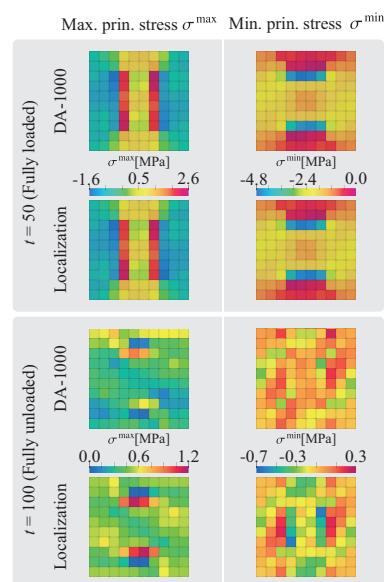 Max. prin. stress σ^max
Min. prin. stress σ^min
t = 50 (Fully loaded)
DA-1000
σ^max[MPa]
-1.6 0.5 2.6
σ^min[MPa]
-4.8 -2.4 0.0
Localization
t = 100 (Fully unloaded)
DA-1000
σ^max[MPa]
0.0 0.6 1.2
σ^min[MPa]
-0.7 -0.3 0.3
Localization